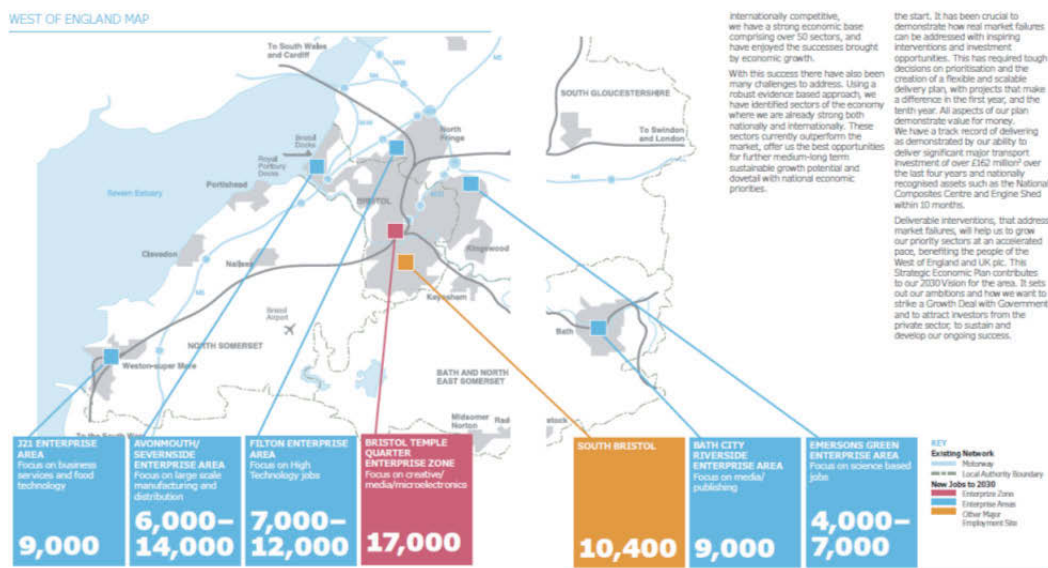 WEST OF ENGLAND MAP
To South Wales
and Cardiff
M5
M4
M49
North
Fringe
Bristol
Docks
Royal
Portbury
Docks
Severn Estuary
Portishead
BRISTOL
M32
Clevedon
Nailsea
Kingswood
Keynsham
M5
Bristol
Airport
NORTH SOMERSET
Weston-super Mare
BATH AND NORTH
EAST SOMERSET
Midsomer
Norton
Rad
stock
To the South W
SOUTH GLOUCESTERSHIRE
To Swindon
and London
Bath
internationally competitive,
we have a strong economic base
comprising over 50 sectors, and
have enjoyed the successes brought
by economic growth.
With this success there have also been
many challenges to address. Using a
robust evidence based approach, we
have identified sectors of the economy
where we are already strong both
nationally and internationally. These
sectors currently outperform the
market, offer us the best opportunities
for further medium-long term
sustainable growth potential and
dovetail with national economic
priorities.
the start. It has been crucial to
demonstrate how real market failures
can be addressed with inspiring
interventions and investment
opportunities. This has required tough
decisions on prioritisation and the
creation of a flexible and scalable
delivery plan, with projects that make
a difference in the first year, and the
tenth year. All aspects of our plan
demonstrate value for money.
We have a track record of delivering
as demonstrated by our ability to
deliver significant major transport
investment of over £162 million² over
the last four years and nationally
recognised assets such as the National
Composites Centre and Engine Shed
within 10 months.
Deliverable interventions, that address
market failures, will help us to grow
our priority sectors at an accelerated
pace, benefiting the people of the
West of England and UK plc. This
Strategic Economic Plan contributes
to our 2030 Vision for the area. It sets
out our ambitions and how we want to
strike a Growth Deal with Government
and to attract investors from the
private sector, to sustain and
develop our ongoing success.
J21 ENTERPRISE
AREA
Focus on business
services and food
technology
9,000
AVONMOUTH/
SEVERNSIDE
ENTERPRISE AREA
Focus on large scale
manufacturing and
distribution
6,000–
14,000
FILTON ENTERPRISE
AREA
Focus on High
Technology jobs
7,000–
12,000
BRISTOL TEMPLE
QUARTER
ENTERPRISE ZONE
Focus on creative/
media/microelectronics
17,000
SOUTH BRISTOL
10,400
BATH CITY
RIVERSIDE
ENTERPRISE AREA
Focus on media/
publishing
9,000
EMERSONS GREEN
ENTERPRISE AREA
Focus on science based
jobs
4,000–
7,000
KEY
Existing Network
Motorway
Local Authority Boundary
New Jobs to 2030
Enterprize Zone
Enterprise Areas
Other Major
Employment Site